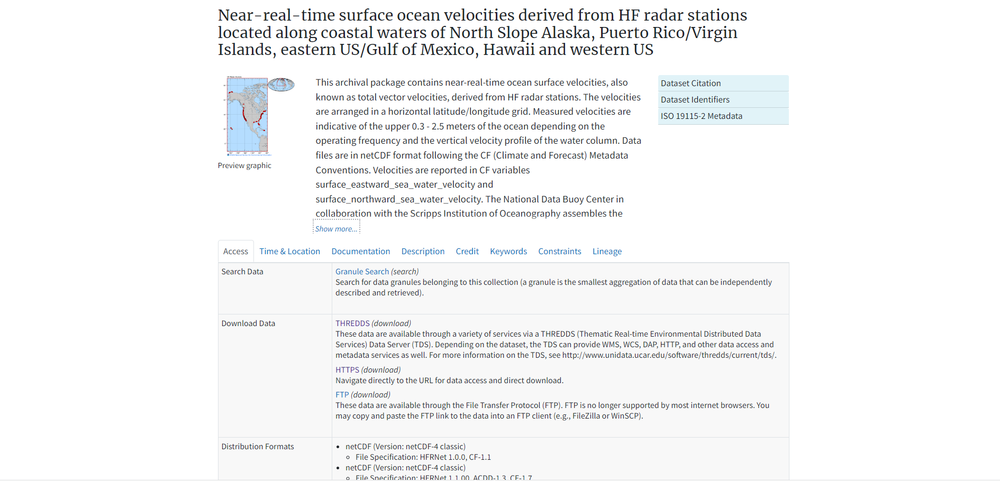 Near-real-time surface ocean velocities derived from HF radar stations
located along coastal waters of North Slope Alaska, Puerto Rico/Virgin
Islands, eastern US/Gulf of Mexico, Hawaii and western US
Preview graphic
This archival package contains near-real-time ocean surface velocities, also
known as total vector velocities, derived from HF radar stations. The velocities
are arranged in a horizontal latitude/longitude grid. Measured velocities are
indicative of the upper 0.3 - 2.5 meters of the ocean depending on the
operating frequency and the vertical velocity profile of the water column. Data
files are in netCDF format following the CF (Climate and Forecast) Metadata
Conventions. Velocities are reported in CF variables
surface_eastward_sea_water_velocity and
surface_northward_sea_water_velocity. The National Data Buoy Center in
collaboration with the Scripps Institution of Oceanography assembles the
Show more...
Dataset Citation
Dataset Identifiers
ISO 19115-2 Metadata
Access Time & Location Documentation Description Credit Keywords Constraints Lineage
Search Data
Granule Search (search)
Search for data granules belonging to this collection (a granule is the smallest aggregation of data that can be independently
described and retrieved).
Download Data
THREDDS (download)
These data are available through a variety of services via a THREDDS (Thematic Real-time Environmental Distributed Data
Services) Data Server (TDS). Depending on the dataset, the TDS can provide WMS, WCS, DAP, HTTP, and other data access and
metadata services as well. For more information on the TDS, see http://www.unidata.ucar.edu/software/thredds/current/tds/.
HTTPS (download)
Navigate directly to the URL for data access and direct download.
FTP (download)
These data are available through the File Transfer Protocol (FTP). FTP is no longer supported by most internet browsers. You
may copy and paste the FTP link to the data into an FTP client (e.g., FileZilla or WinSCP).
Distribution Formats
netCDF (Version: netCDF-4 classic)
File Specification: HFRNet 1.0.0, CF-1.1
netCDF (Version: netCDF-4 classic)
File Specification: HFRNet 1.1.00, ACDD-1.3, CF-1.7